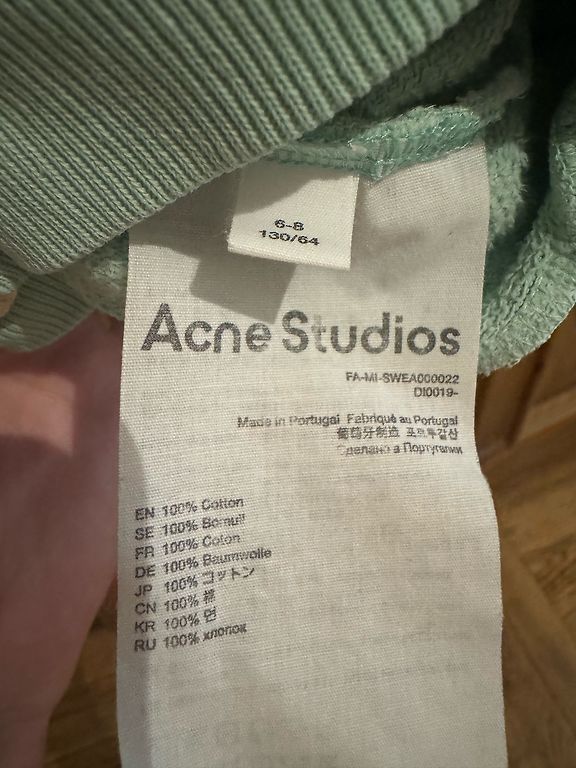 6-8
130/64
Acne Studios
FA-MI-SWEA000022
DI0019-
Made in Portugal Fabriqué au Portugal
葡萄牙制造 포르투갈산
Сделано в Португалии
EN 100% Cotton
SE 100% Bomull
FR 100% Coton
DE 100% Baumwolle
JP 100% コットン
CN 100% 棉
KR 100% 면
RU 100% хлопок